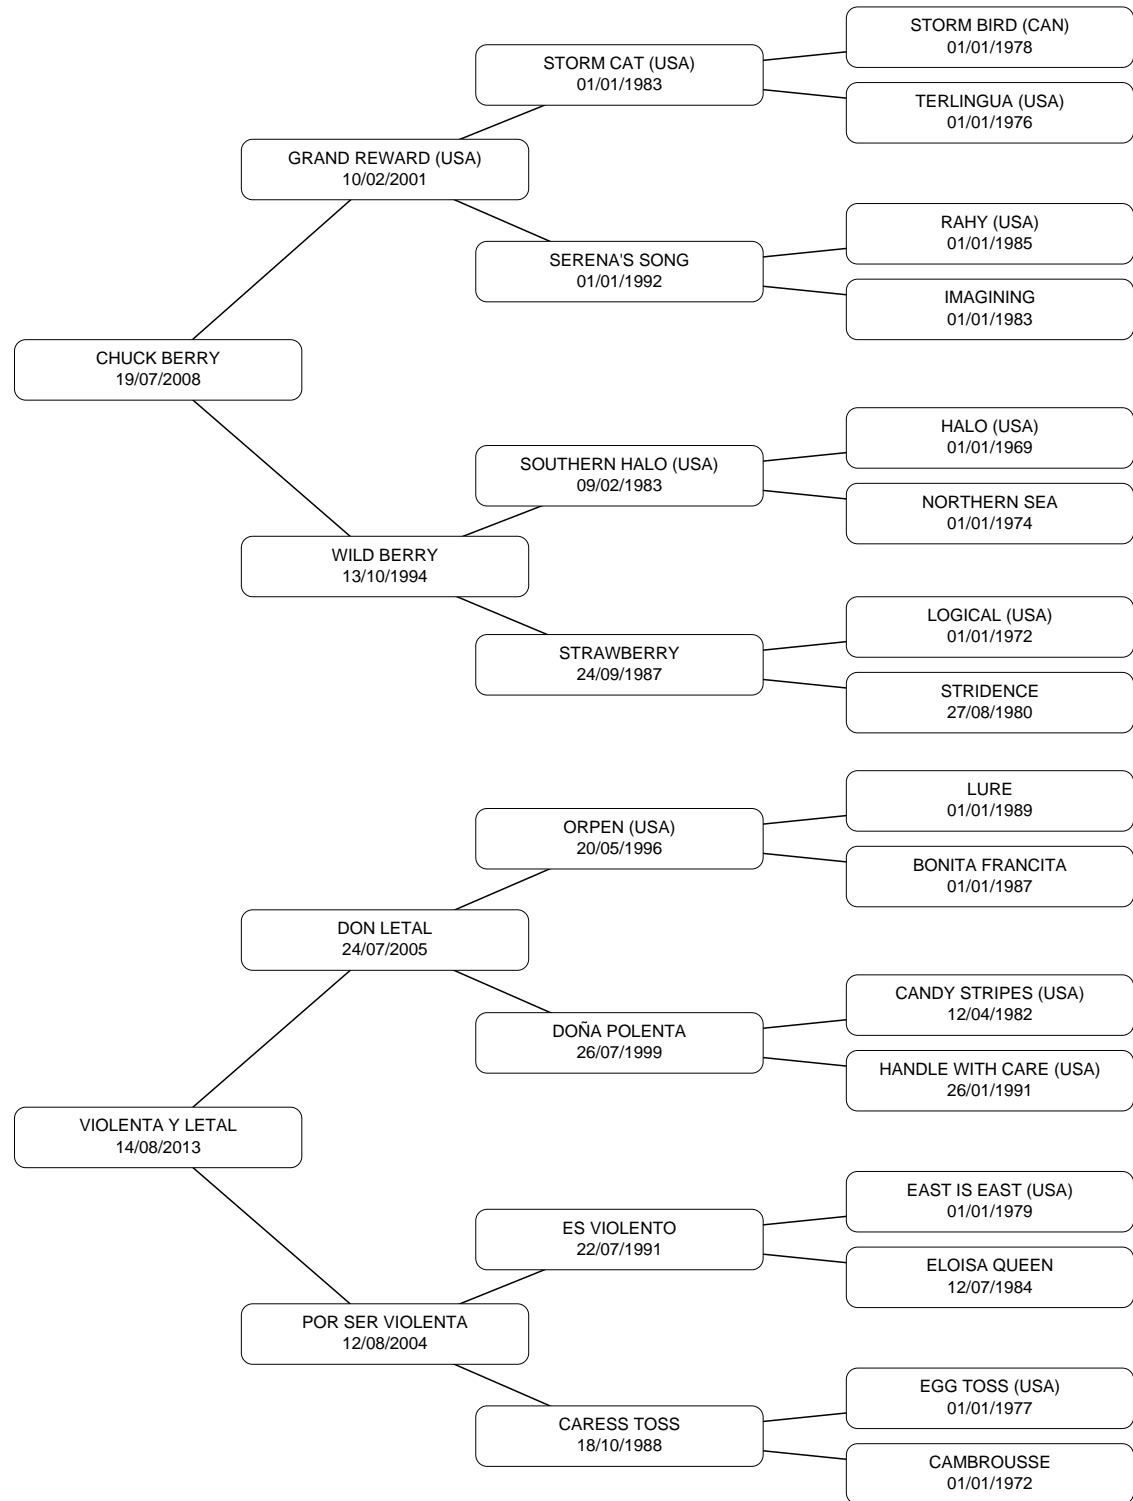 STORM BIRD (CAN)
01/01/1978
STORM CAT (USA)
01/01/1983
TERLINGUA (USA)
01/01/1976
GRAND REWARD (USA)
10/02/2001
RAHY (USA)
01/01/1985
SERENA'S SONG
01/01/1992
IMAGINING
01/01/1983
CHUCK BERRY
19/07/2008
HALO (USA)
01/01/1969
SOUTHERN HALO (USA)
09/02/1983
NORTHERN SEA
01/01/1974
WILD BERRY
13/10/1994
LOGICAL (USA)
01/01/1972
STRAWBERRY
24/09/1987
STRIDENCE
27/08/1980
LURE
01/01/1989
ORPEN (USA)
20/05/1996
BONITA FRANCITA
01/01/1987
DON LETAL
24/07/2005
CANDY STRIPES (USA)
12/04/1982
DOÑA POLENTA
26/07/1999
HANDLE WITH CARE (USA)
26/01/1991
VIOLENTA Y LETAL
14/08/2013
EAST IS EAST (USA)
01/01/1979
ES VIOLENTO
22/07/1991
ELOISA QUEEN
12/07/1984
POR SER VIOLENTA
12/08/2004
EGG TOSS (USA)
01/01/1977
CARESS TOSS
18/10/1988
CAMBROUSSE
01/01/1972